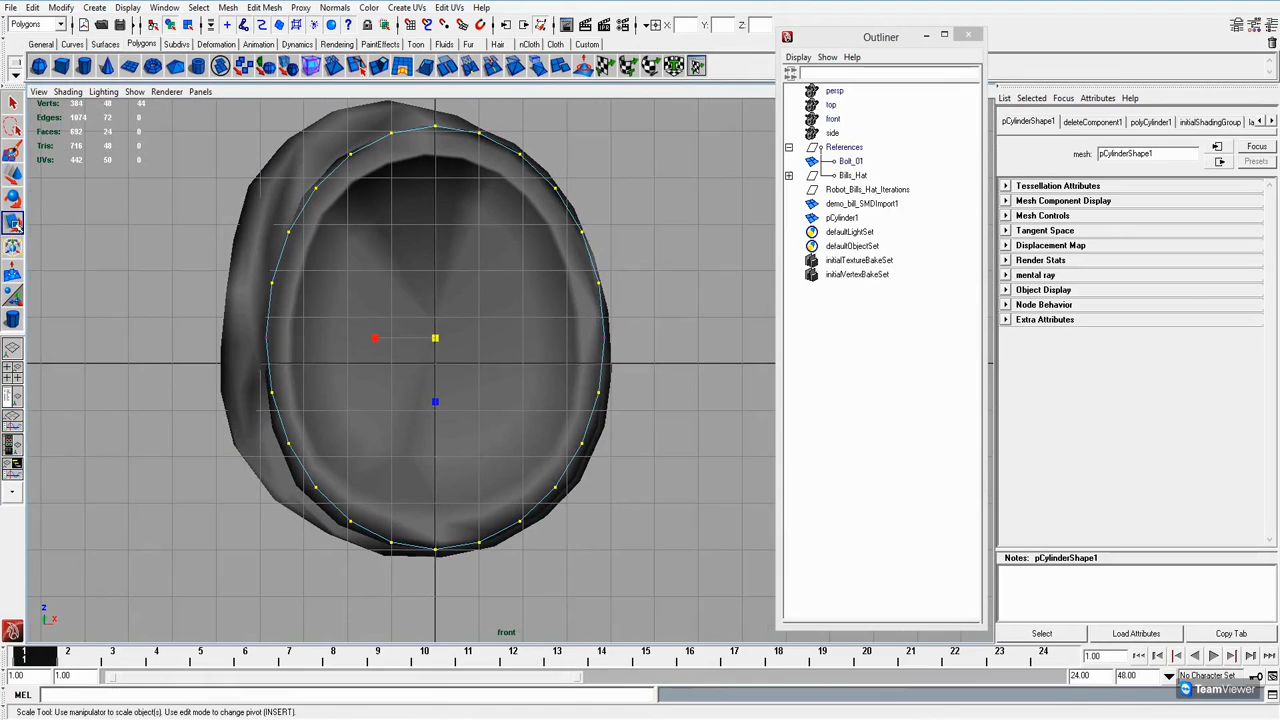 File Edit Modify Create Display Window Select Mesh Edit Mesh Proxy Normals Color Create UVs Edit UVs Help
Polygons X: Y: Z:
General Curves Surfaces Polygons Subdivs Deformation Animation Dynamics Rendering PaintEffects Toon Fluids Fur Hair nCloth Cloth Custom
View Shading Lighting Show Renderer Panels
Verts: 384 48 44
Edges: 1074 72 0
Faces: 692 24 0
Tris: 716 48 0
UVs: 442 50 0
z
x
front
Outliner
Display Show Help
persp
top
front
side
References
Bolt_01
Bills_Hat
Robot_Bills_Hat_Iterations
demo_bill_SMDImport1
pCylinder1
defaultLightSet
defaultObjectSet
initialTextureBakeSet
initialVertexBakeSet
List Selected Focus Attributes Help
pCylinderShape1 deleteComponent1 polyCylinder1 initialShadingGroup la
mesh: pCylinderShape1
Focus
Presets
Tessellation Attributes
Mesh Component Display
Mesh Controls
Tangent Space
Displacement Map
Render Stats
mental ray
Object Display
Node Behavior
Extra Attributes
Notes: pCylinderShape1
Select Load Attributes Copy Tab
1 2 3 4 5 6 7 8 9 10 11 12 13 14 15 16 17 18 19 20 21 22 23 24
1
1.00
1.00 1.00 24.00 48.00 No Character Set
MEL
TeamViewer
Scale Tool: Use manipulator to scale object(s). Use edit mode to change pivot (INSERT).